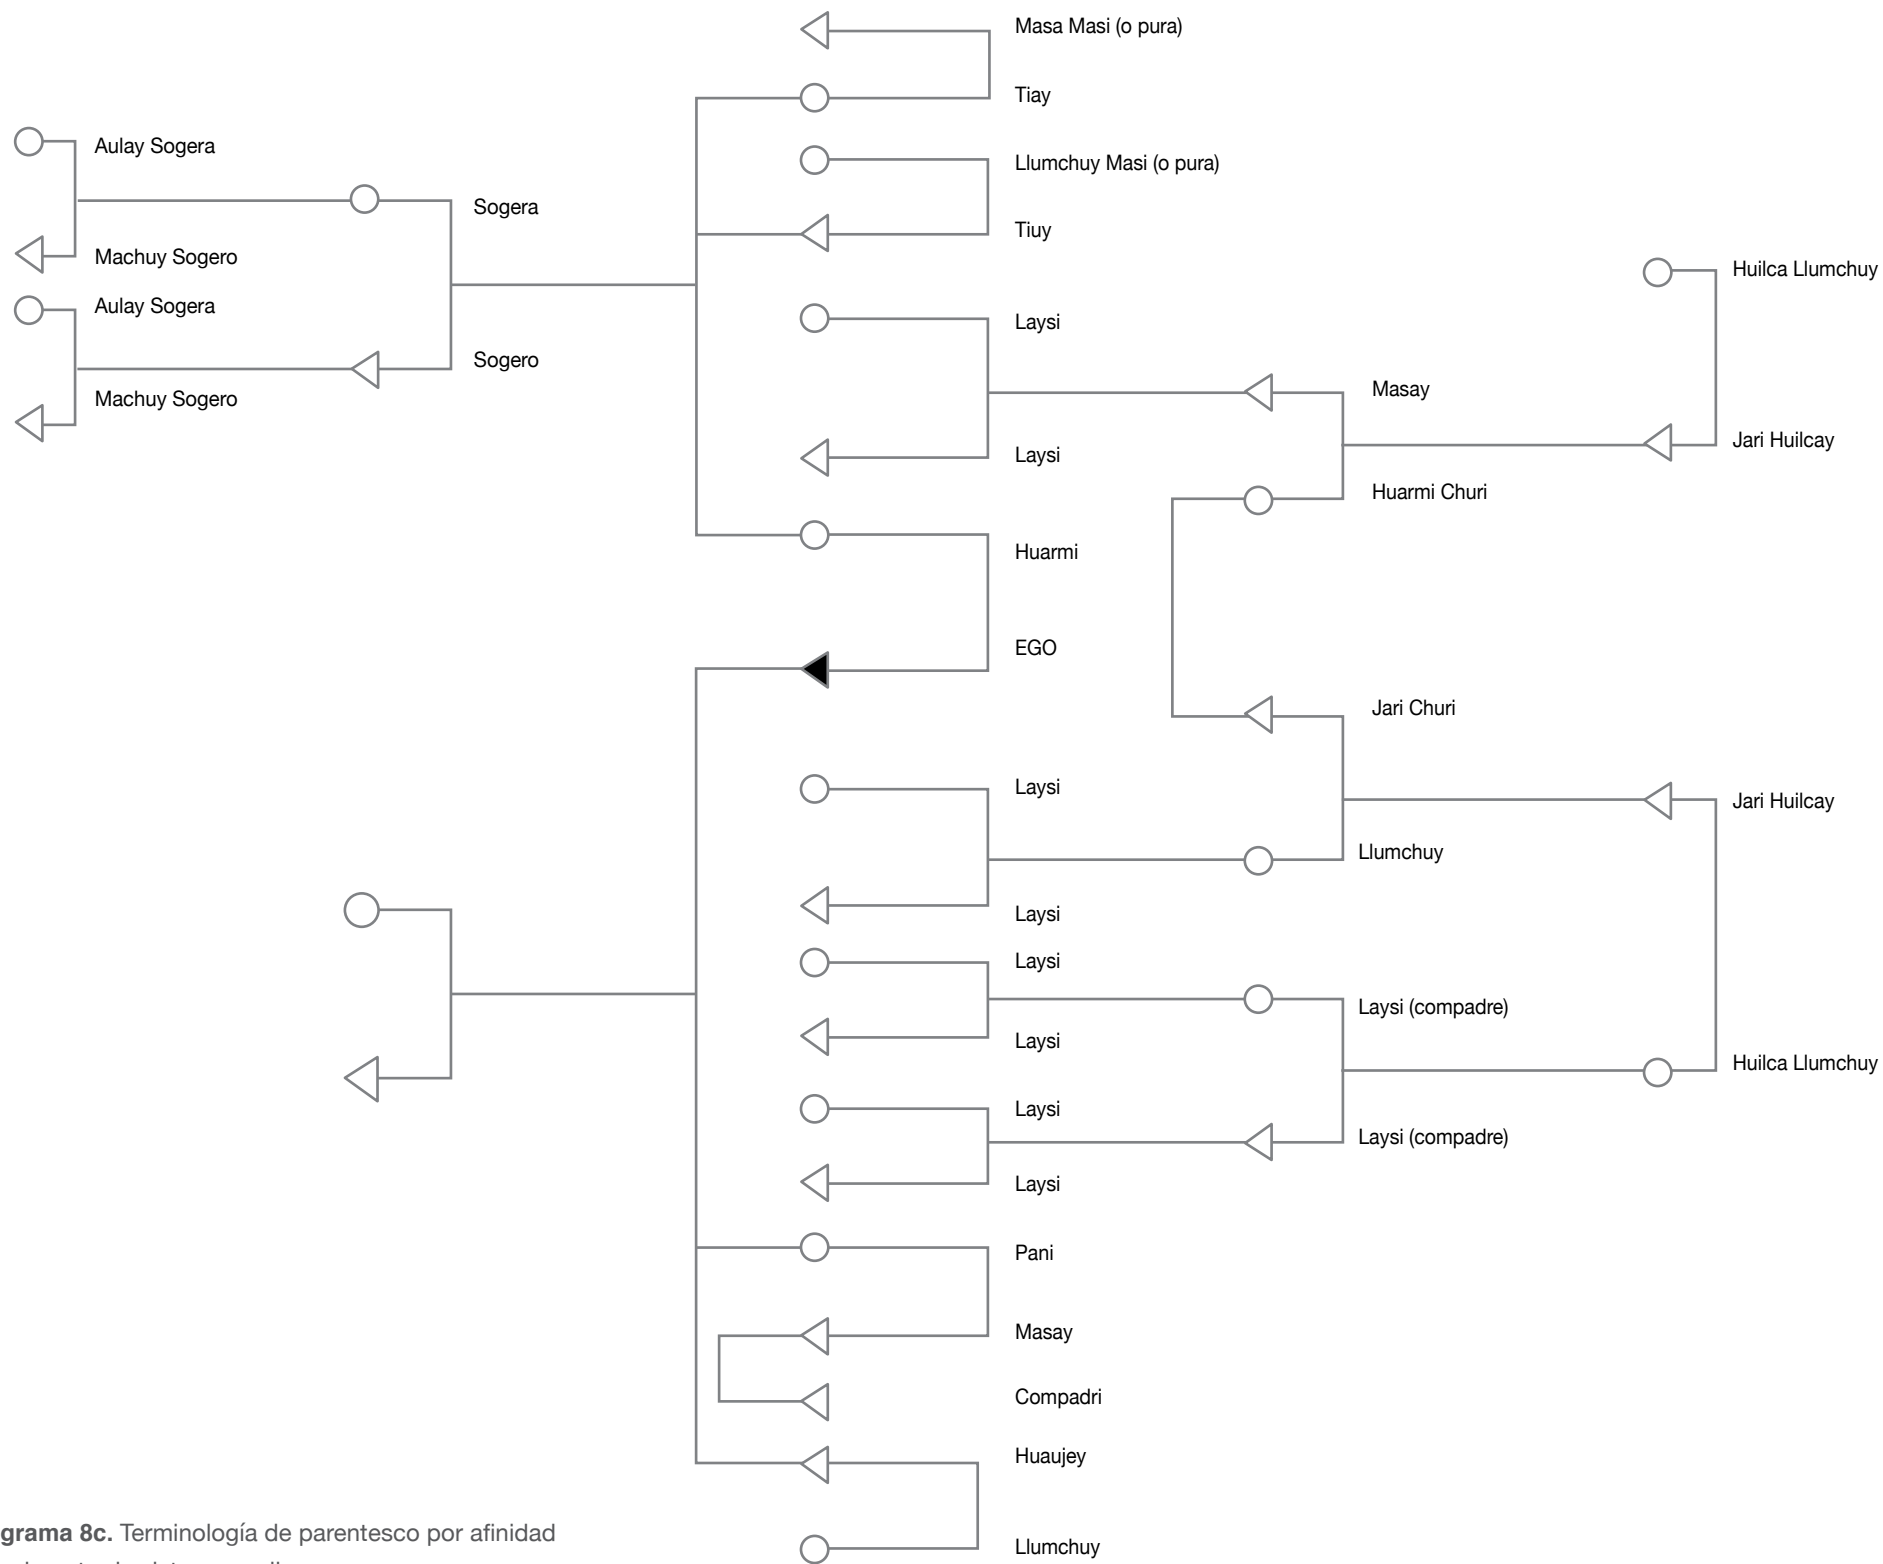 Masa Masi (o pura)
Tiay
Llumchuy Masi (o pura)
Tiuy
Aulay Sogera
Sogera
Machuy Sogero
Aulay Sogera
Sogero
Machuy Sogero
Laysi
Laysi
Huarmi
EGO
Masay
Huarmi Churi
Huilca Llumchuy
Jari Huilcay
Jari Churi
Llumchuy
Jari Huilcay
Laysi
Laysi
Laysi
Laysi
Laysi (compadre)
Huilca Llumchuy
Laysi
Laysi
Laysi (compadre)
Pani
Masay
Compadri
Huaujey
Llumchuy
grama 8c. Terminología de parentesco por afinidad